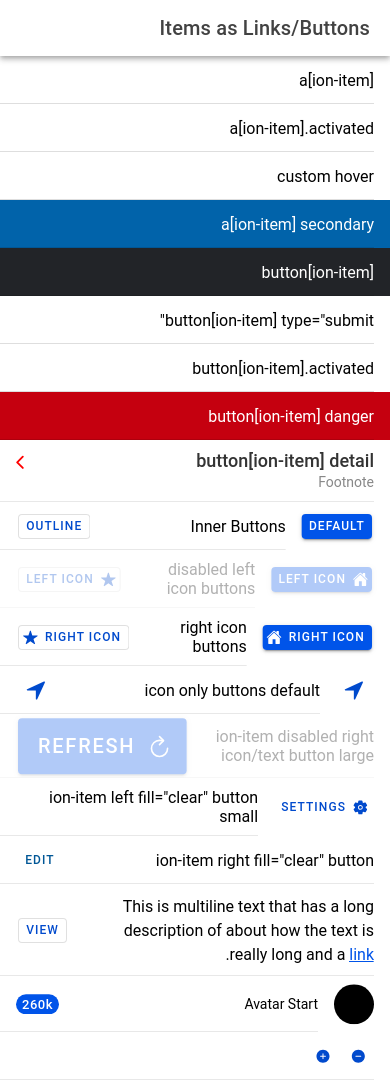 Items as Links/Buttons
a[ion-item]
a[ion-item].activated
custom hover
a[ion-item] secondary
button[ion-item]
"button[ion-item] type="submit
button[ion-item].activated
button[ion-item] danger
button[ion-item] detail
Footnote
OUTLINE
Inner Buttons
DEFAULT
LEFT ICON
disabled left
icon buttons
LEFT ICON
RIGHT ICON
right icon
buttons
RIGHT ICON
icon only buttons default
REFRESH
ion-item disabled right
icon/text button large
ion-item left fill="clear" button
small
SETTINGS
EDIT
ion-item right fill="clear" button
VIEW
This is multiline text that has a long
description of about how the text is
.really long and a link
260k
Avatar Start